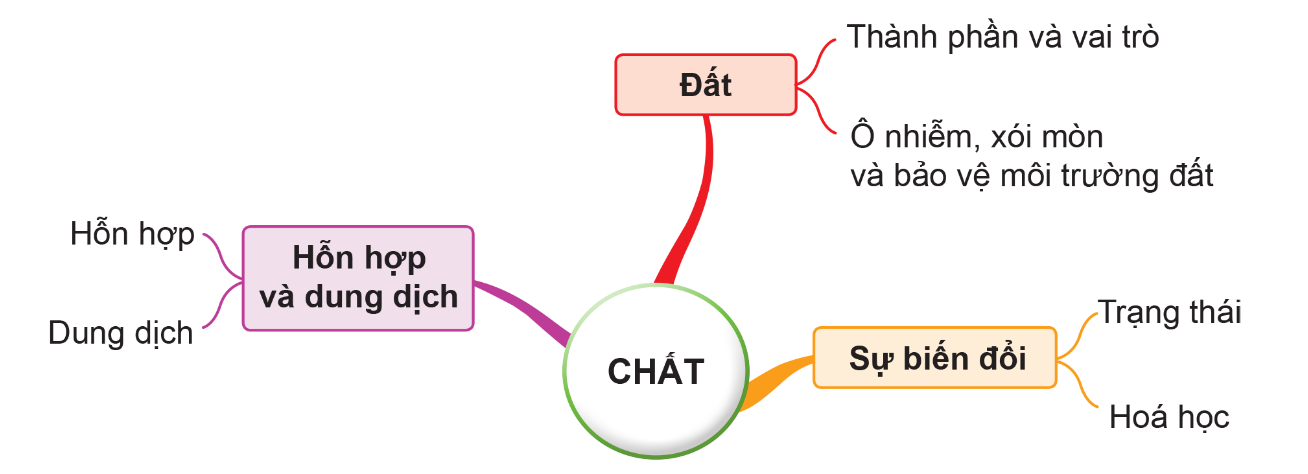 Thành phần và vai trò
Đất
Ô nhiễm, xói mòn
và bảo vệ môi trường đất
Hỗn hợp
Hỗn hợp
và dung dịch
Dung dịch
CHẤT
Trạng thái
Sự biến đổi
Hoá học